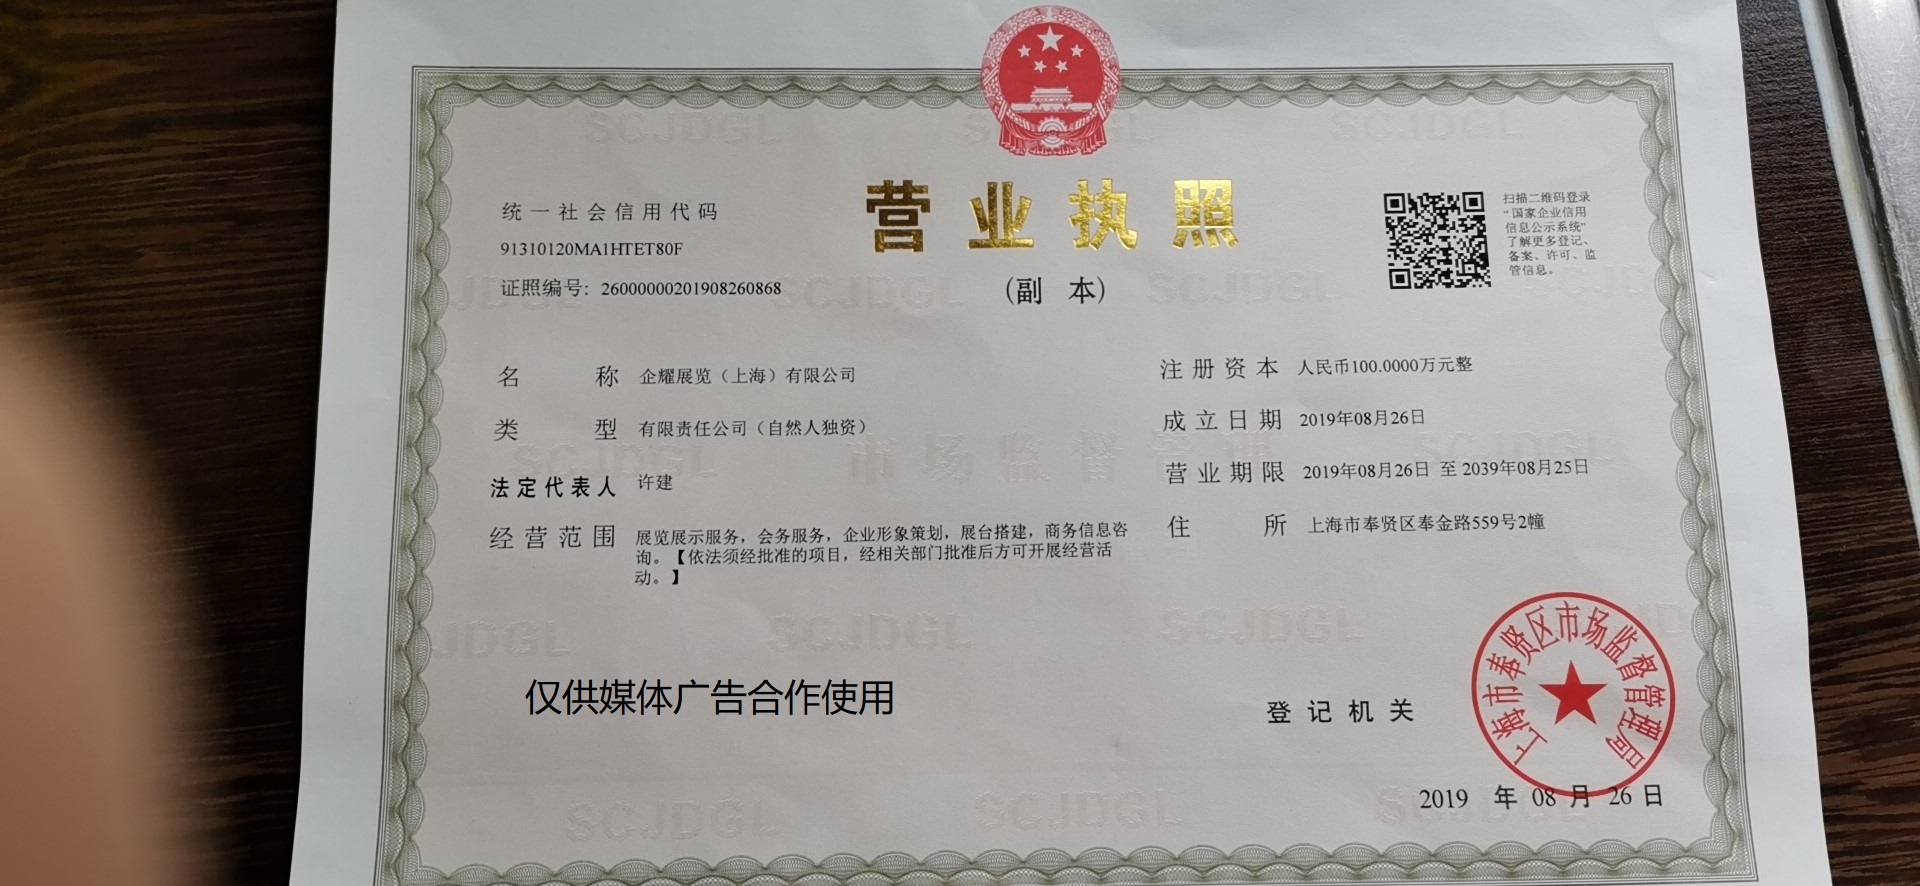 营业执照
(副 本)
统一社会信用代码
91310120MA1HTET80F
证照编号：26000000201908260868
扫描二维码登录
“国家企业信用
信息公示系统”
了解更多登记、
备案、许可、监
管信息。
名 称 企耀展览（上海）有限公司
类 型 有限责任公司（自然人独资）
法定代表人 许建
经营范围 展览展示服务，会务服务，企业形象策划，展台搭建，商务信息咨
询。【依法须经批准的项目，经相关部门批准后方可开展经营活
动。】
注册资本 人民币100.0000万元整
成立日期 2019年08月26日
营业期限 2019年08月26日 至 2039年08月25日
住 所 上海市奉贤区奉金路559号2幢
仅供媒体广告合作使用
登记机关
上海市奉贤区市场监督管理局
2019 年 08 月 26 日
SCJDGL
市场监督管理